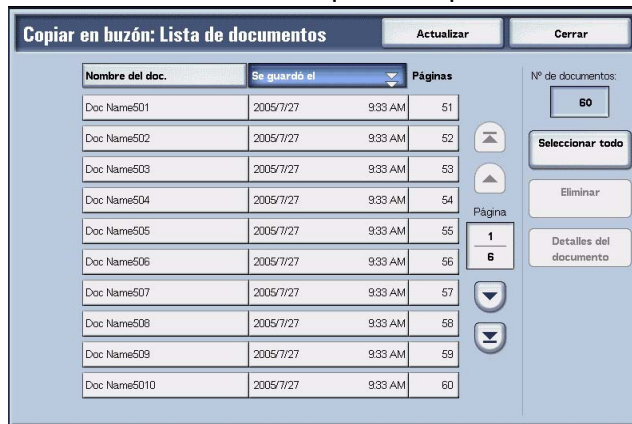 Copiar en buzón: Lista de documentos
Actualizar
Cerrar
Nombre del doc.
Se guardó el
Páginas
Doc Name501 2005/7/27 9:33 AM 51
Doc Name502 2005/7/27 9:33 AM 52
Doc Name503 2005/7/27 9:33 AM 53
Doc Name504 2005/7/27 9:33 AM 54
Doc Name505 2005/7/27 9:33 AM 55
Doc Name506 2005/7/27 9:33 AM 56
Doc Name507 2005/7/27 9:33 AM 57
Doc Name508 2005/7/27 9:33 AM 58
Doc Name509 2005/7/27 9:33 AM 59
Doc Name5010 2005/7/27 9:33 AM 60
Página
1
6
Nº de documentos:
60
Seleccionar todo
Eliminar
Detalles del
documento